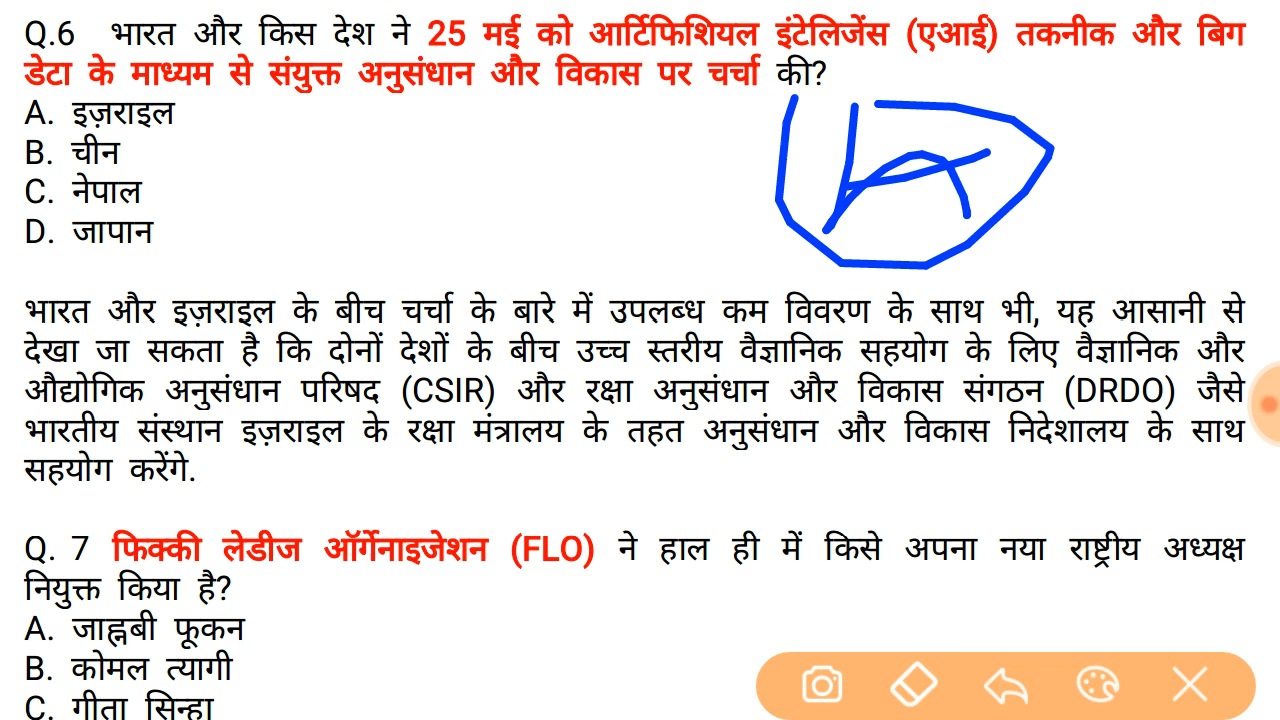 Q.6 भारत और किस देश ने 25 मई को आर्टिफिशियल इंटेलिजेंस (एआई) तकनीक और बिग
डेटा के माध्यम से संयुक्त अनुसंधान और विकास पर चर्चा की?
A. इज़राइल
B. चीन
C. नेपाल
D. जापान
भारत और इज़राइल के बीच चर्चा के बारे में उपलब्ध कम विवरण के साथ भी, यह आसानी से
देखा जा सकता है कि दोनों देशों के बीच उच्च स्तरीय वैज्ञानिक सहयोग के लिए वैज्ञानिक और
औद्योगिक अनुसंधान परिषद (CSIR) और रक्षा अनुसंधान और विकास संगठन (DRDO) जैसे
भारतीय संस्थान इज़राइल के रक्षा मंत्रालय के तहत अनुसंधान और विकास निदेशालय के साथ
सहयोग करेंगे.
Q. 7 फिक्की लेडीज ऑर्गेनाइजेशन (FLO) ने हाल ही में किसे अपना नया राष्ट्रीय अध्यक्ष
नियुक्त किया है?
A. जाह्नबी फूकन
B. कोमल त्यागी
C. गीता सिन्हा